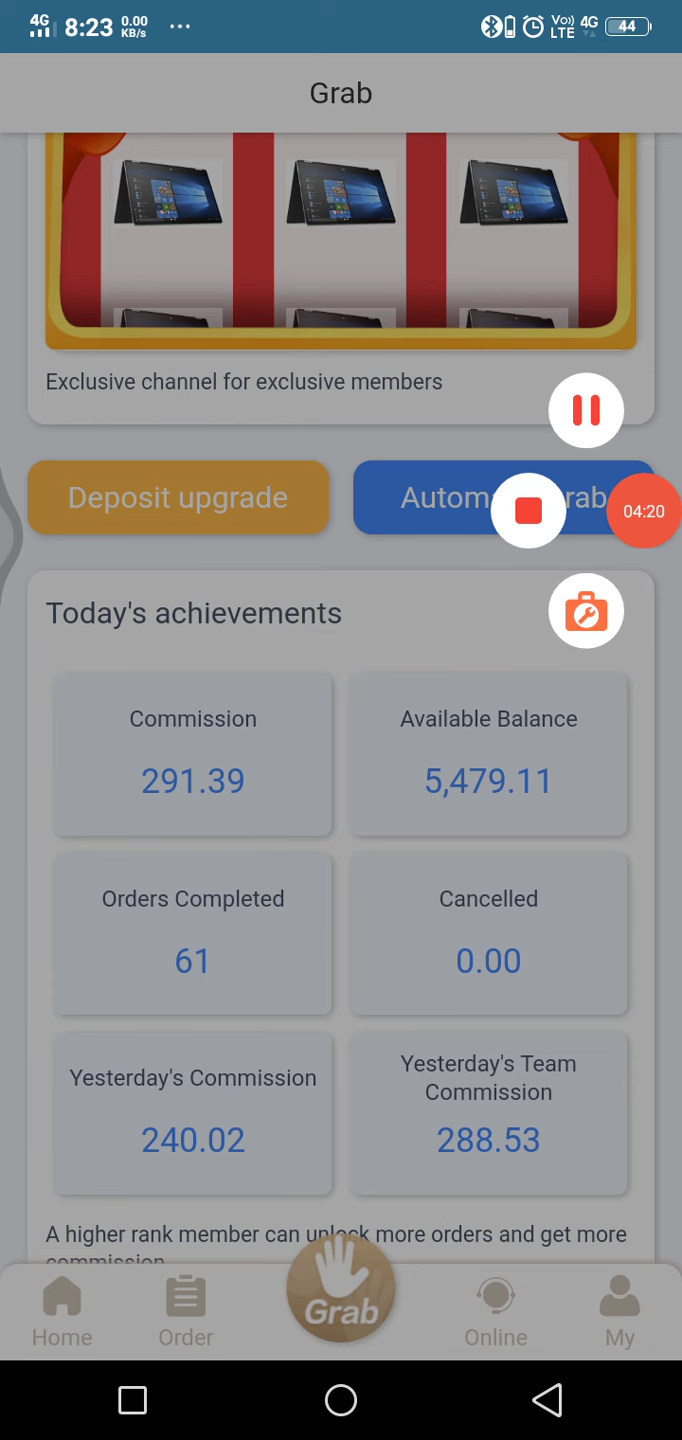 4G 8:23 0.00 KB/s ... Vo)) LTE 4G 44
Grab
Exclusive channel for exclusive members
Deposit upgrade
04:20
Today's achievements
Commission
291.39
Available Balance
5,479.11
Orders Completed
61
Cancelled
0.00
Yesterday's Commission
240.02
Yesterday's Team
Commission
288.53
A higher rank member can unlock more orders and get more
commission
Grab
Home
Order
Online
My